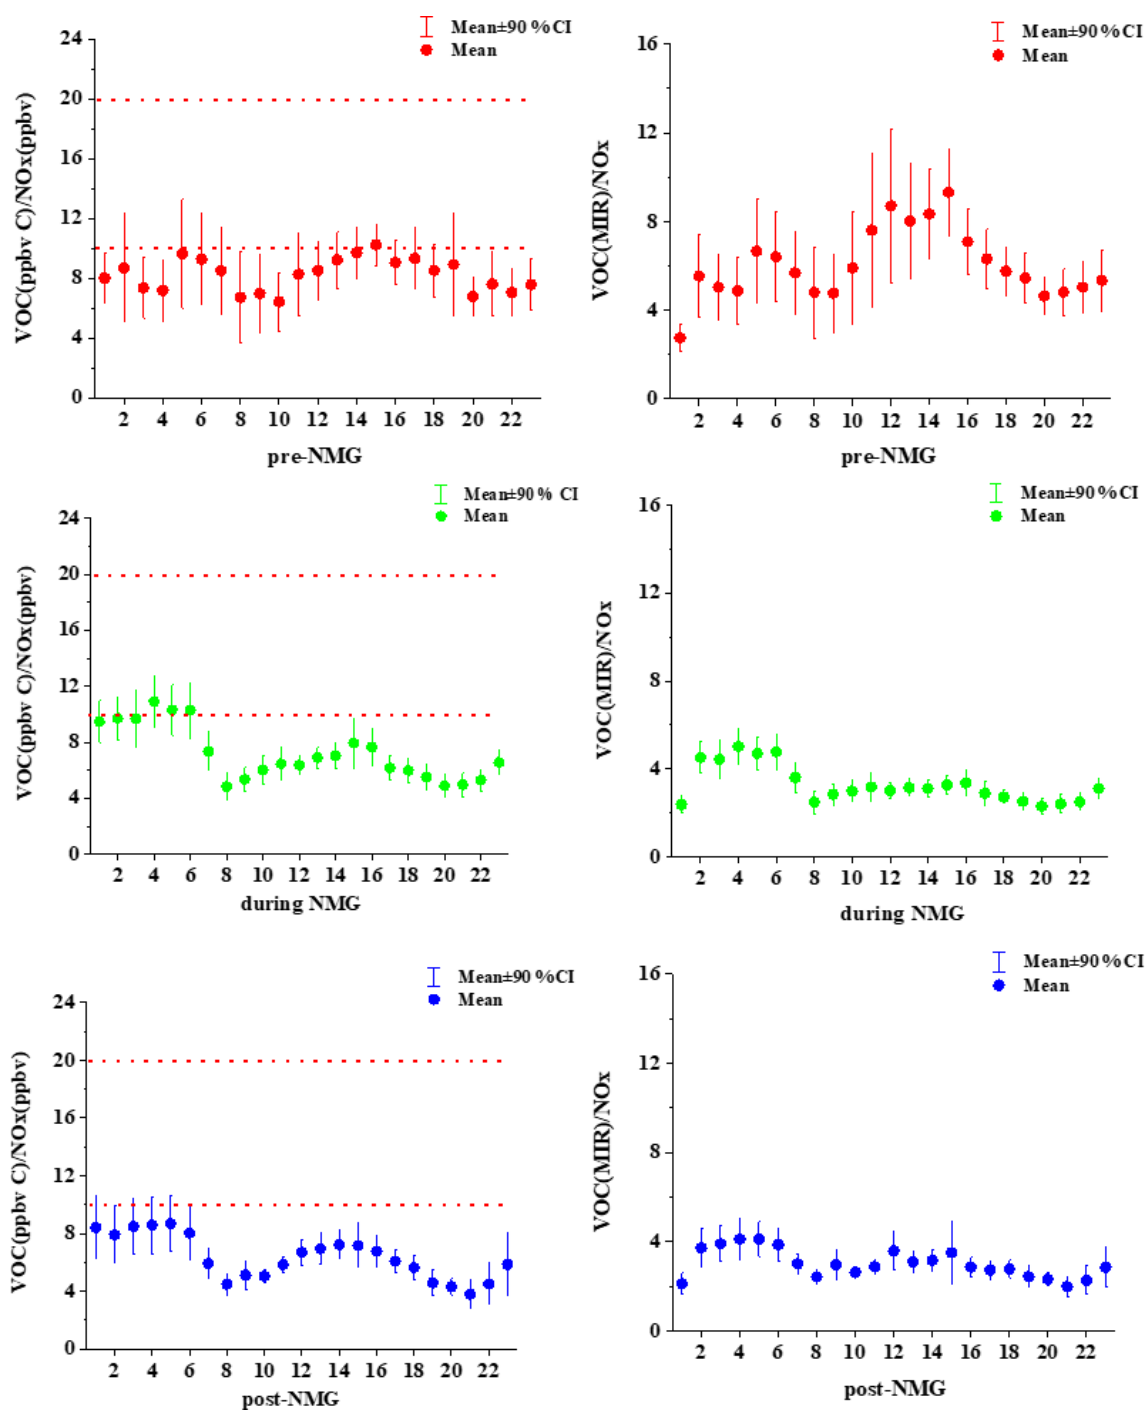 Mean±90 %CI
Mean
VOC(ppbv C)/NOx(ppbv)
24
20
16
12
8
4
0
2 4 6 8 10 12 14 16 18 20 22
pre-NMG
Mean±90 %CI
Mean
VOC(MIR)/NOx
16
12
8
4
0
2 4 6 8 10 12 14 16 18 20 22
pre-NMG
Mean±90 % CI
Mean
VOC(ppbv C)/NOx(ppbv)
24
20
16
12
8
4
0
2 4 6 8 10 12 14 16 18 20 22
during NMG
Mean±90 %CI
Mean
VOC(MIR)/NOx
16
12
8
4
0
2 4 6 8 10 12 14 16 18 20 22
during NMG
Mean±90 %CI
Mean
VOC(ppbv C)/NOx(ppbv)
24
20
16
12
8
4
0
2 4 6 8 10 12 14 16 18 20 22
post-NMG
Mean±90 %CI
Mean
VOC(MIR)/NOx
16
12
8
4
0
2 4 6 8 10 12 14 16 18 20 22
post-NMG